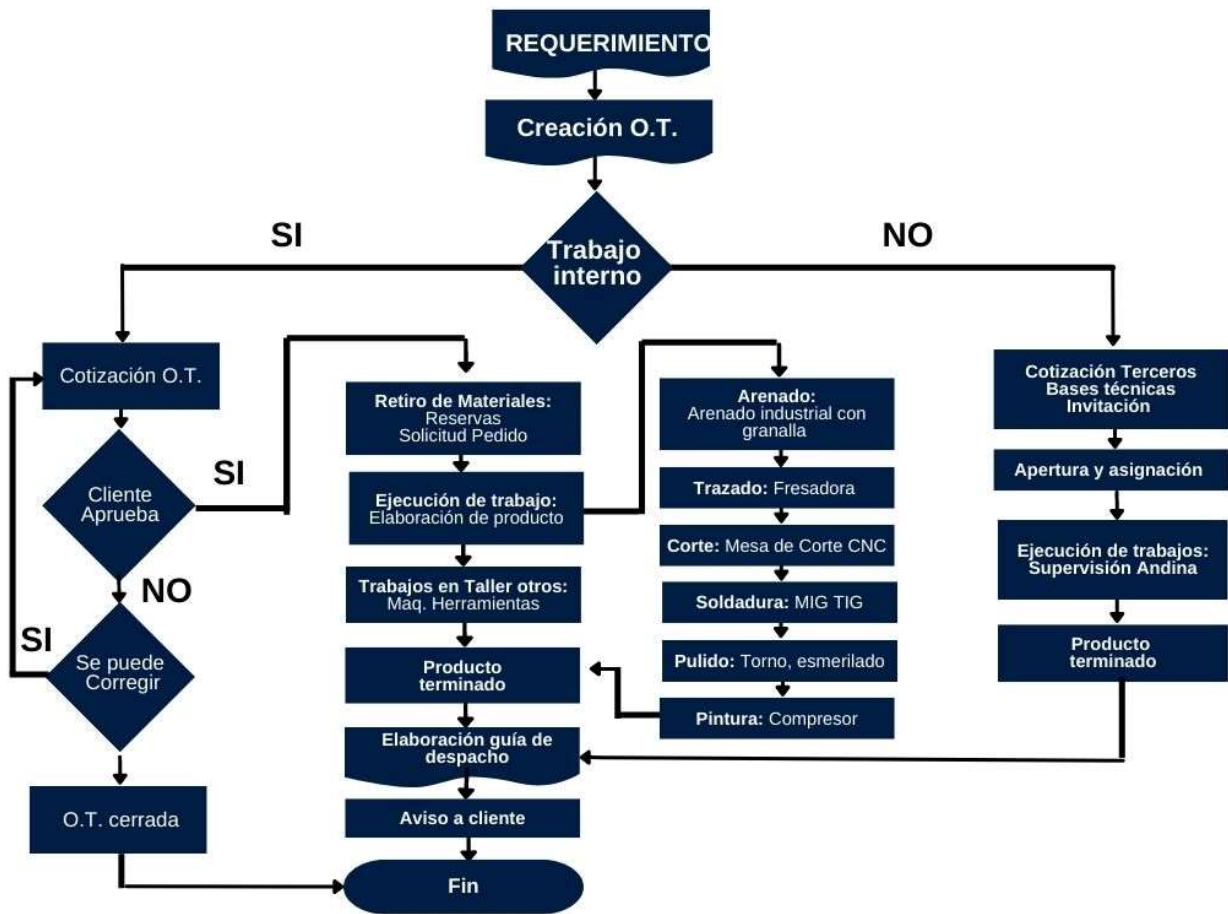 REQUERIMIENTO
Creación O.T.
Trabajo
interno
SI
NO
Cotización O.T.
Cliente
Aprueba
SI
NO
Se puede
Corregir
SI
O.T. cerrada
Retiro de Materiales:
Reservas
Solicitud Pedido
Ejecución de trabajo:
Elaboración de producto
Trabajos en Taller otros:
Maq. Herramientas
Producto
terminado
Elaboración guía de
despacho
Aviso a cliente
Fin
Arenado:
Arenado industrial con
granalla
Trazado: Fresadora
Corte: Mesa de Corte CNC
Soldadura: MIG TIG
Pulido: Torno, esmerilado
Pintura: Compresor
Cotización Terceros
Bases técnicas
Invitación
Apertura y asignación
Ejecución de trabajos:
Supervisión Andina
Producto
terminado